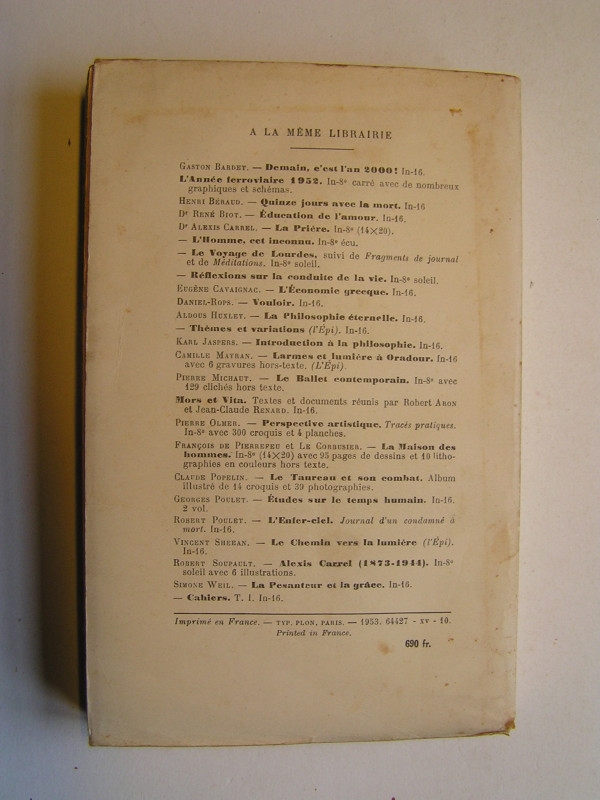 A LA MÊME LIBRAIRIE
Gaston Bardet. — Demain, c'est l'an 2000! In-16.
L'Année ferroviaire 1952. In-8º carré avec de nombreux
graphiques et schémas.
Henri Béraud. — Quinze jours avec la mort. In-16
Dr René Biot. — Éducation de l'amour. In-16.
Dr Alexis Carrel. — La Prière. In-8º (14×20).
— L'Homme, cet inconnu. In-8º écu.
— Le Voyage de Lourdes, suivi de Fragments de journal
et de Méditations. In-8º soleil.
— Réflexions sur la conduite de la vie. In-8º soleil.
Eugène Cavaignac. — L'Économie grecque. In-16.
Daniel-Rops. — Vouloir. In-16.
Aldous Huxley. — La Philosophie éternelle. In-16.
— Thèmes et variations (l'Épi). In-16.
Karl Jaspers. — Introduction à la philosophie. In-16.
Camille Mayran. — Larmes et lumière à Oradour. In-16
avec 6 gravures hors-texte. (L'Épi).
Pierre Michaut. — Le Ballet contemporain. In-8º avec
129 clichés hors texte.
Mors et Vita. Textes et documents réunis par Robert Aron
et Jean-Claude Renard. In-16.
Pierre Olmer. — Perspective artistique. Tracés pratiques.
In-8º avec 300 croquis et 4 planches.
François de Pierrefeu et Le Corbusier. — La Maison des
hommes. In-8º (14×20) avec 95 pages de dessins et 10 litho-
graphies en couleurs hors texte.
Claude Popelin. — Le Taureau et son combat. Album
illustré de 14 croquis et 39 photographies.
Georges Poulet. — Études sur le temps humain. In-16.
2 vol.
Robert Poulet. — L'Enfer-ciel. Journal d'un condamné à
mort. In-16.
Vincent Sheean. — Le Chemin vers la lumière (l'Épi).
In-16.
Robert Soupault. — Alexis Carrel (1873-1944). In-8º
soleil avec 6 illustrations.
Simone Weil. — La Pesanteur et la grâce. In-16.
— Cahiers. T. I. In-16.
Imprimé en France. — TYP. PLON, PARIS. — 1953. 64427 - XV - 10.
Printed in France.
690 fr.